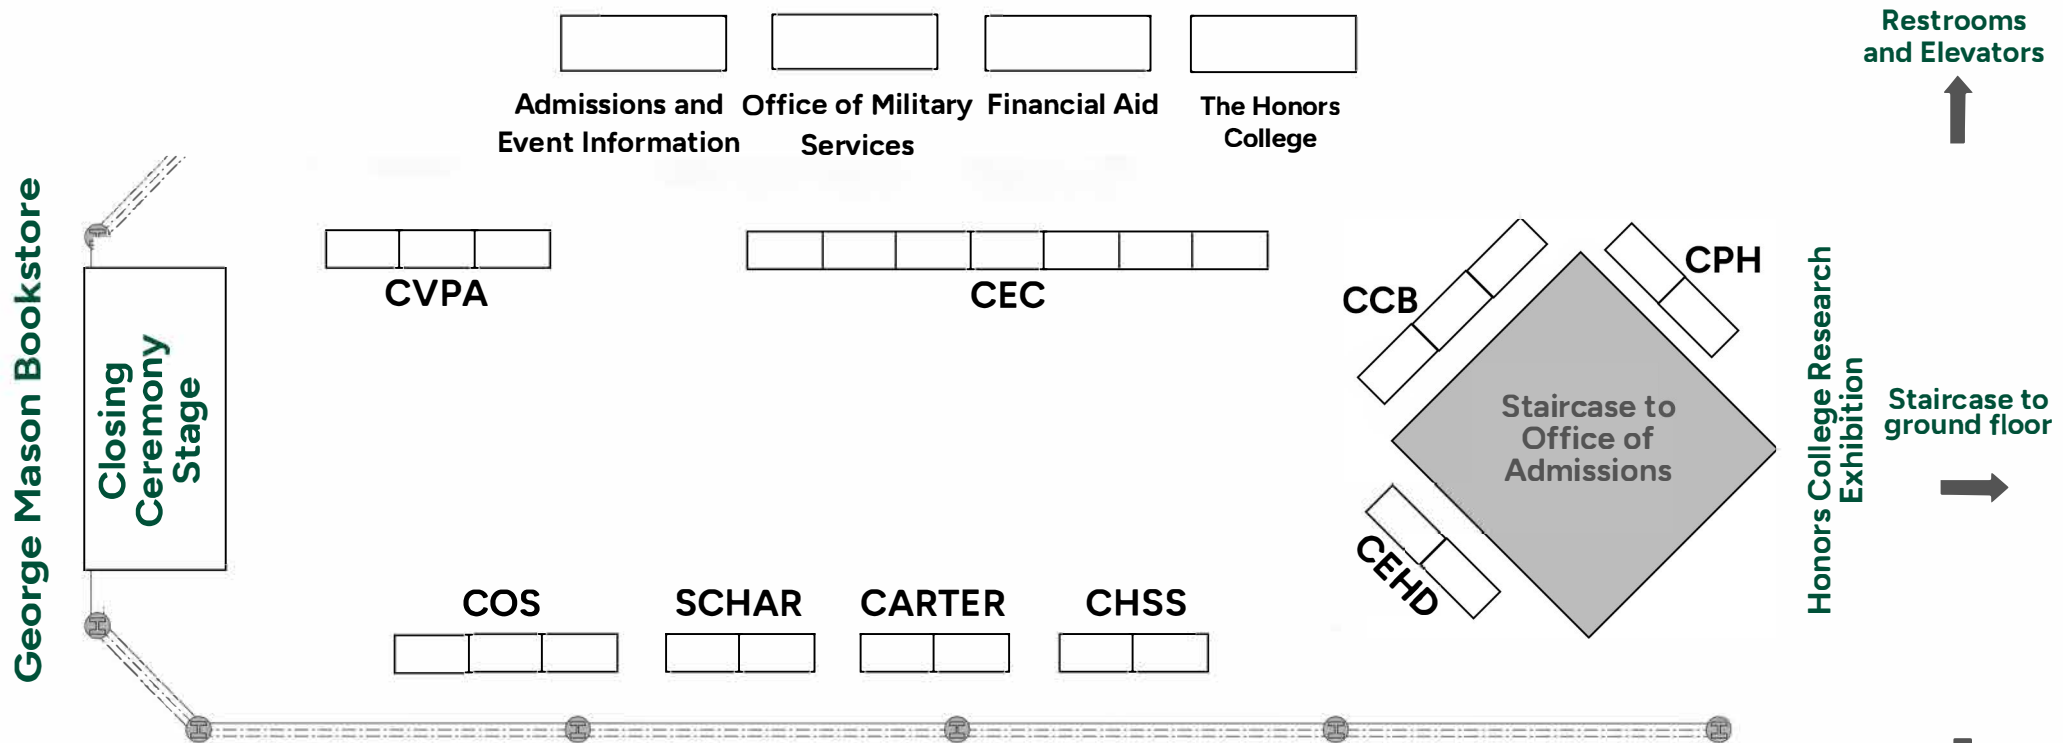 Admissions and
Event Information
Office of Military
Services
Financial Aid
The Honors
College
Restrooms
and Elevators
George Mason Bookstore
Closing
Ceremony
Stage
CVPA
CEC
CCB
CPH
Staircase to
Office of
Admissions
Honors College Research
Exhibition
Staircase to
ground floor
CEHD
COS
SCHAR
CARTER
CHSS